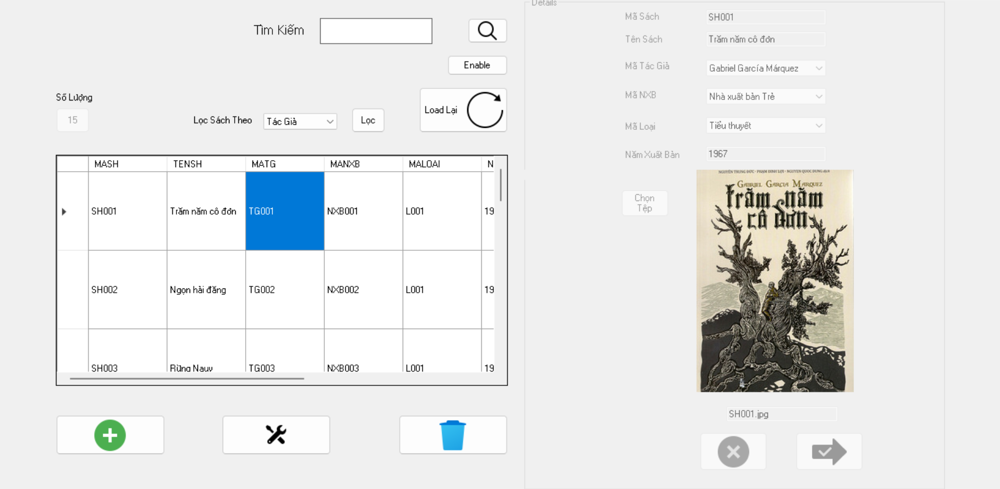 Tìm Kiếm
Enable
Số Lượng
15
Lọc Sách Theo
Tác Giả
Lọc
Load Lại
MASH TENSH MATG MANXB MALOAI N
SH001 Trăm năm cô đơn TG001 NXB001 L001 19
SH002 Ngọn hải đăng TG002 NXB002 L001 19
SH003 Rừng Nauy TG003 NXB003 L001 19
Details
Mã Sách SH001
Tên Sách Trăm năm cô đơn
Mã Tác Giả Gabriel García Márquez
Mã NXB Nhà xuất bản Trẻ
Mã Loại Tiểu thuyết
Năm Xuất Bản 1967
Chọn
Tệp
NGUYỄN TRUNG ĐỨC - PHẠM ĐÌNH LỢI - NGUYỄN QUỐC DŨNG dịch
GABRIEL GARCIA MARQUEZ
trăm năm
cô đơn
SH001.jpg